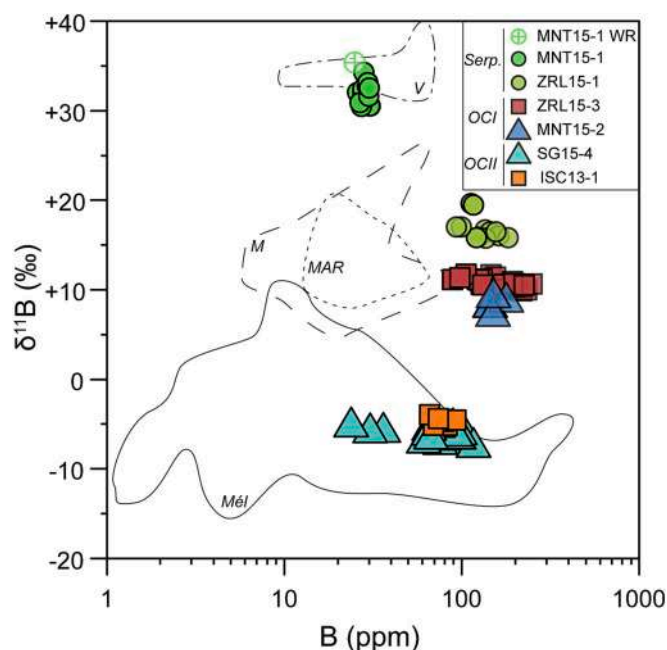 +40
+30
+20
+10
0
-10
-20
1
10
100
1000
δ¹¹B (‰)
B (ppm)
V
M
MAR
Mél
Serp.
MNT15-1 WR
MNT15-1
ZRL15-1
OCI
ZRL15-3
MNT15-2
OCII
SG15-4
ISC13-1